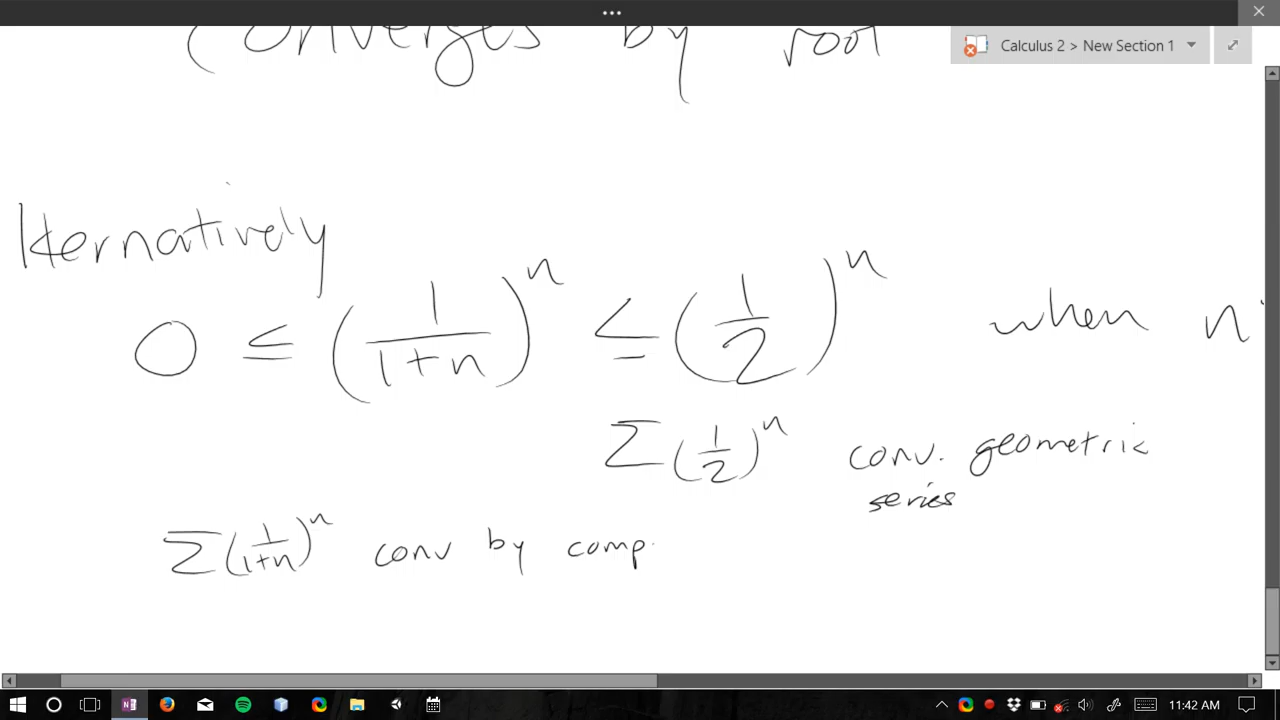 Calculus 2 > New Section 1
Converges by root
lternatively
0 ≤ (1/(1+n))^n ≤ (1/2)^n when n
Σ(1/2)^n conv. geometric
series
Σ(1/(1+n))^n conv by comp.
11:42 AM